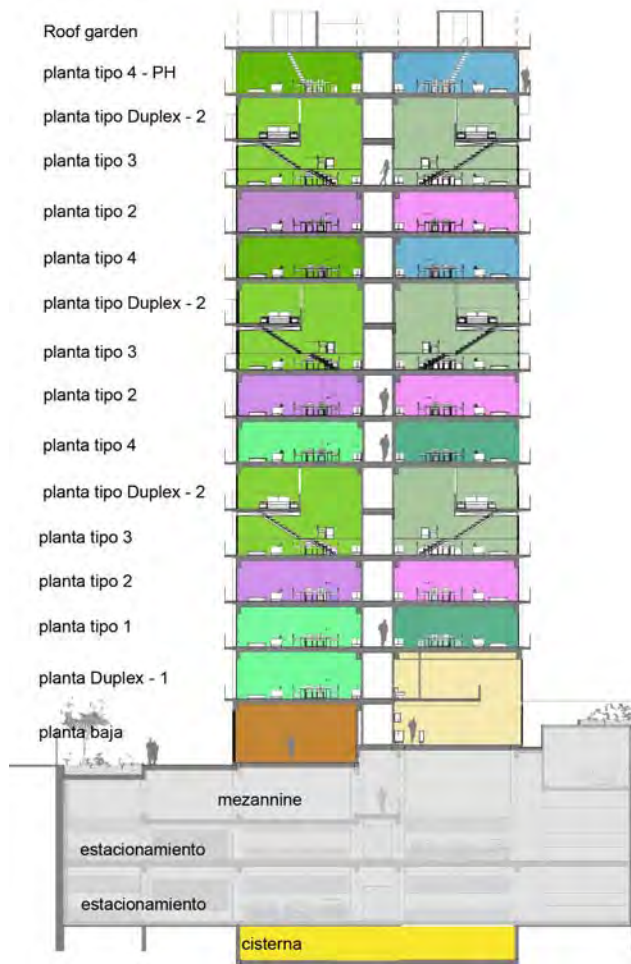 Roof garden
planta tipo 4 - PH
planta tipo Duplex - 2
planta tipo 3
planta tipo 2
planta tipo 4
planta tipo Duplex - 2
planta tipo 3
planta tipo 2
planta tipo 4
planta tipo Duplex - 2
planta tipo 3
planta tipo 2
planta tipo 1
planta Duplex - 1
planta baja
mezannine
estacionamiento
estacionamiento
cisterna